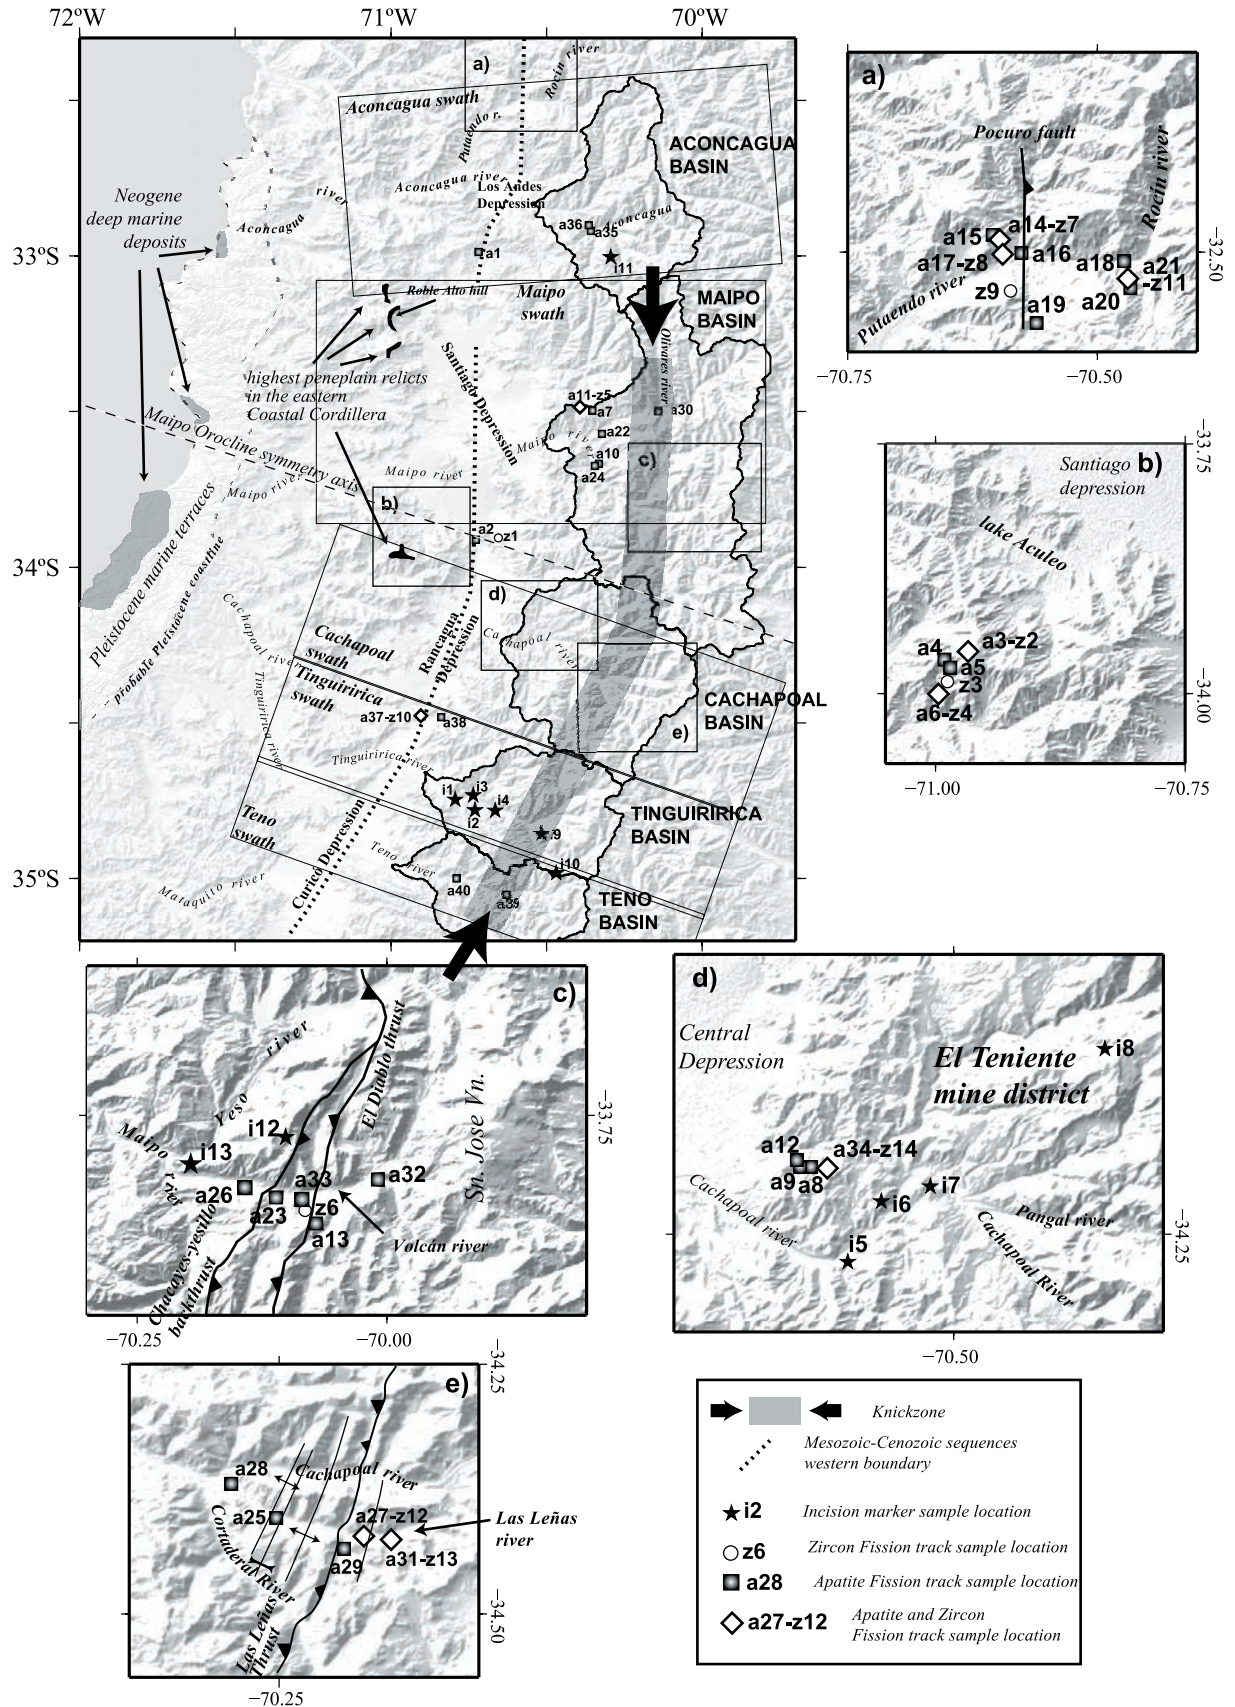 72°W
71°W
70°W
a)
Rocín river
Aconcagua swath
Putaendo r.
ACONCAGUA
BASIN
Neogene
deep marine
deposits
river
Aconcagua
Aconcagua river
Los Andes
Depression
Aconcagua
a36
a35
a1
i11
33°S
Roble Alto hill
Maipo
swath
MAIPO
BASIN
Olivares river
highest peneplain relicts
in the eastern
Coastal Cordillera
Santiago Depression
a11-z5
a7
a30
a22
Maipo river
a10
a24
c)
Maipo Orocline symmetry axis
Maipo river
Maipo river
b)
a2
z1
34°S
Pleistocene marine terraces
probable Pleistocene coastline
d)
Cachapoal river
Cachapoal river
Cachapoal
swath
Rancagua
Depression
Tinguiririca
swath
CACHAPOAL
BASIN
a37-z10
a38
e)
Tinguiririca river
Tinguiririca river
i1
i3
i4
i2
Teno
swath
TINGUIRIRICA
BASIN
i9
Curicó Depression
Teno river
i10
35°S
Mataquito river
a40
a39
TENO
BASIN
a)
Pocuro fault
Rocín river
a14-z7
a15
a16
a17-z8
a18
a21
-z11
z9
a20
a19
Putaendo river
−32.50
−70.75
−70.50
−33.75
Santiago
depression
b)
lake Aculeo
a4
a3-z2
a5
z3
a6-z4
−34.00
−71.00
−70.75
c)
river
Yeso
El Diablo thrust
Sn. Jose Vn.
Maipo
river
i12
i13
a26
a33
a32
a23
z6
a13
Volcán river
Chacayes-yesillo
backthrust
−33.75
−70.25
−70.00
d)
Central
Depression
El Teniente
mine district
i8
a12
a34-z14
a9
a8
i7
i6
Cachapoal river
Pangal river
Cachapoal River
i5
−34.25
−70.50
−34.25
e)
a28
Cachapoal river
a25
a27-z12
Las Leñas
river
Cortaderal River
a29
a31-z13
Las Leñas
Thrust
−34.50
−70.25
Knickzone
Mesozoic-Cenozoic sequences
western boundary
i2 Incision marker sample location
z6 Zircon Fission track sample location
a28 Apatite Fission track sample location
a27-z12 Apatite and Zircon
Fission track sample location